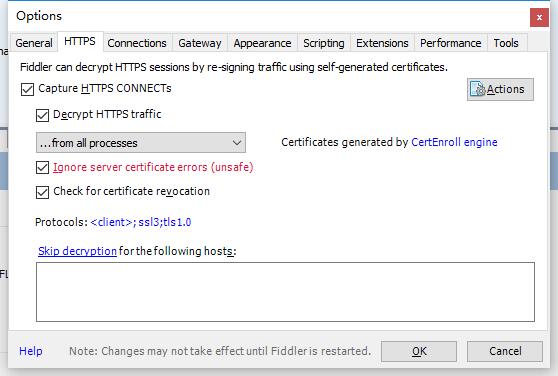 Options
General HTTPS Connections Gateway Appearance Scripting Extensions Performance Tools
Fiddler can decrypt HTTPS sessions by re-signing traffic using self-generated certificates.
Capture HTTPS CONNECTs
Actions
Decrypt HTTPS traffic
...from all processes
Certificates generated by CertEnroll engine
Ignore server certificate errors (unsafe)
Check for certificate revocation
Protocols: <client>; ssl3;tls1.0
Skip decryption for the following hosts:
Help
Note: Changes may not take effect until Fiddler is restarted.
OK
Cancel